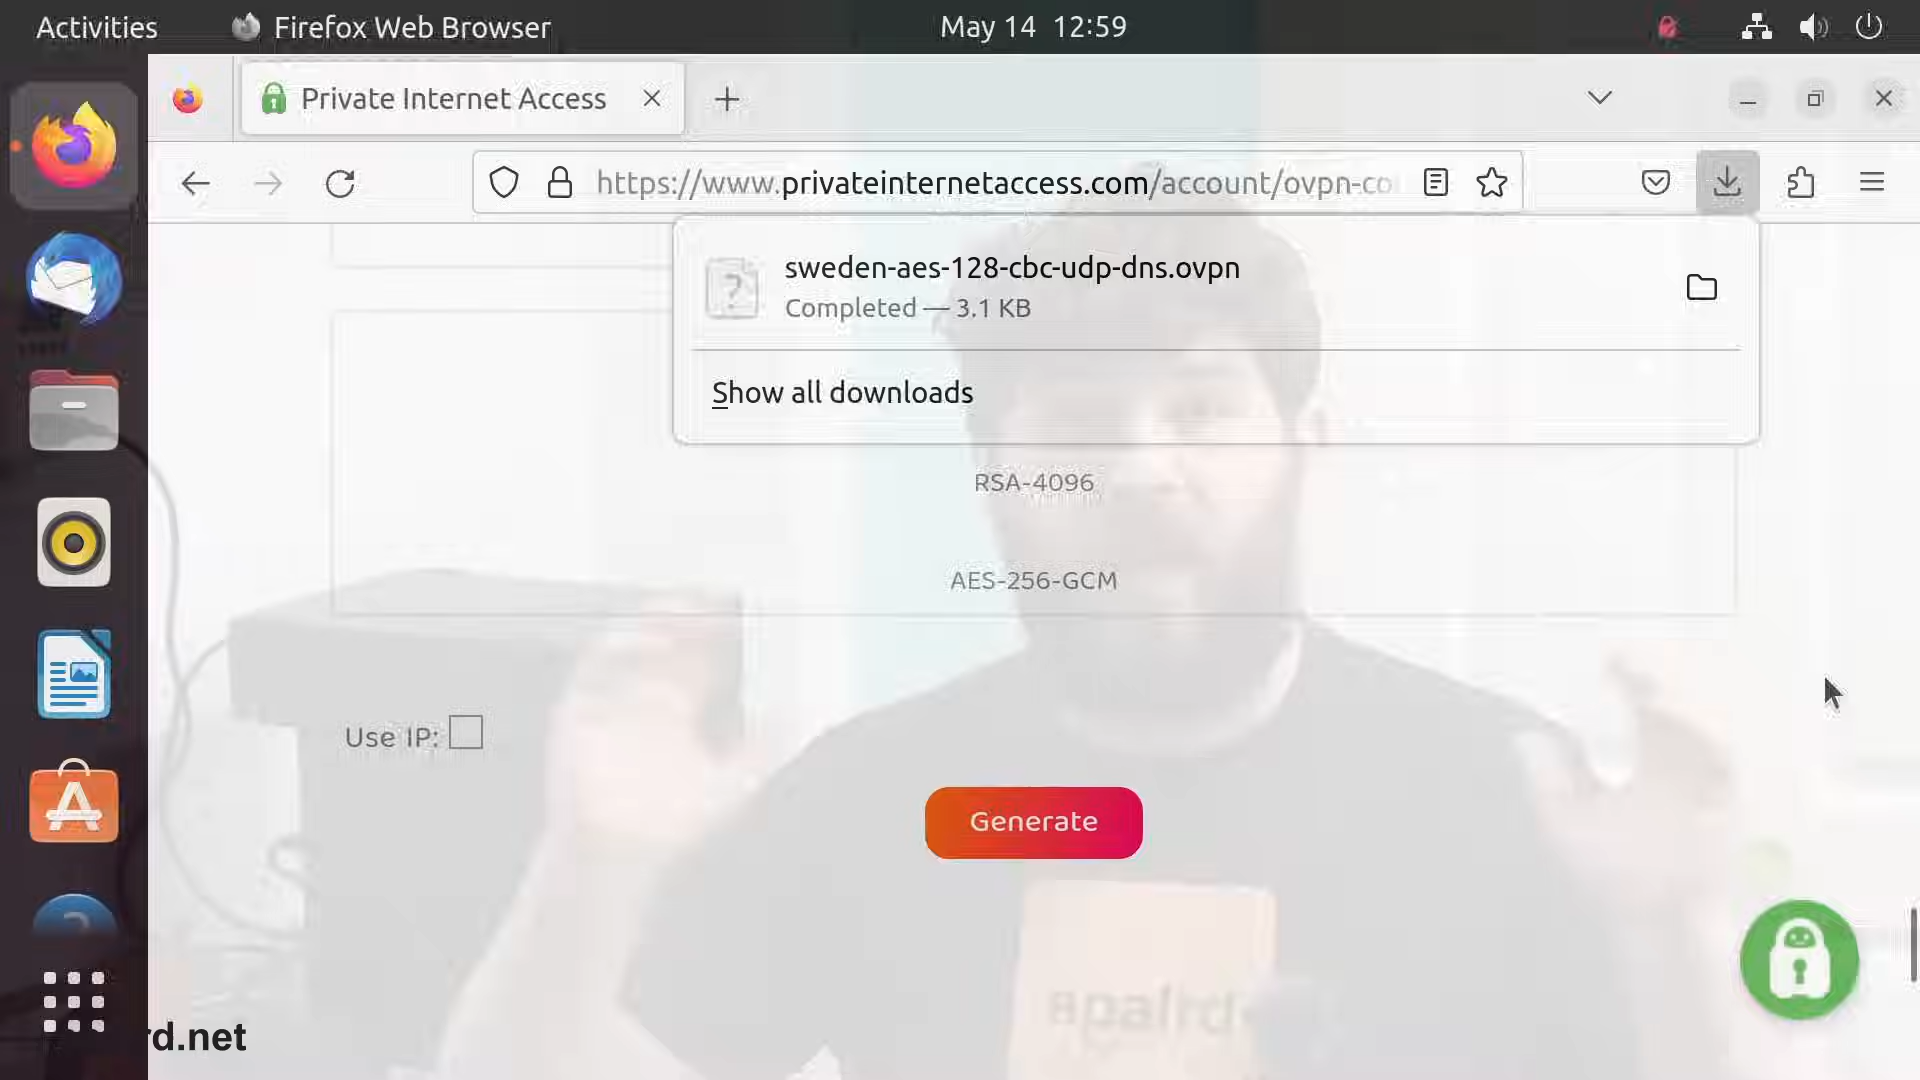 Activities
Firefox Web Browser
May 14 12:59
Private Internet Access
https://www.privateinternetaccess.com/account/ovpn-co
sweden-aes-128-cbc-udp-dns.ovpn
Completed — 3.1 KB
Show all downloads
RSA-4096
AES-256-GCM
Use IP:
Generate
rd.net